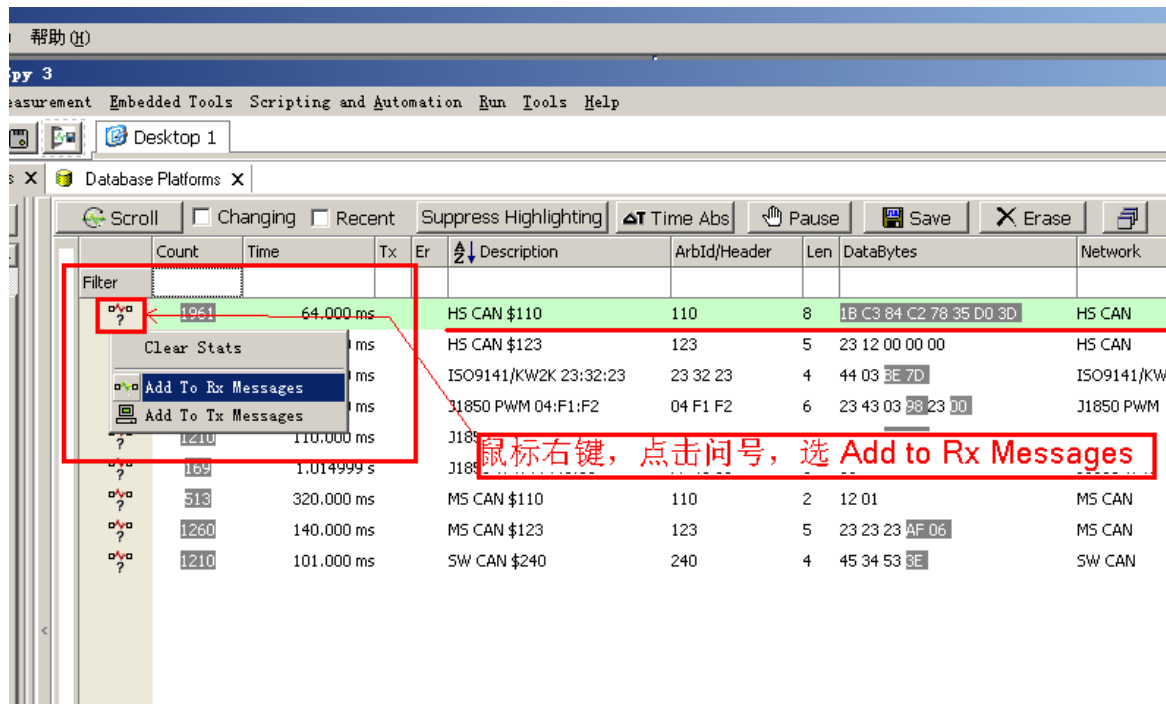 帮助(H)
Spy 3
easurement Embedded Tools Scripting and Automation Run Tools Help
Desktop 1
s X Database Platforms X
Scroll Changing Recent Suppress Highlighting ΔT Time Abs Pause Save Erase
Count Time Tx Er Description ArbId/Header Len DataBytes Network
Filter
? 1961 64.000 ms HS CAN $110 110 8 1B C3 84 C2 78 35 D0 3D HS CAN
Clear Stats ms HS CAN $123 123 5 23 12 00 00 00 HS CAN
Add To Rx Messages ms ISO9141/KW2K 23:32:23 23 32 23 4 44 03 BE 7D ISO9141/KW
Add To Tx Messages ms J1850 PWM 04:F1:F2 04 F1 F2 6 23 43 03 98 23 00 J1850 PWM
? 1210 110.000 ms J185
鼠标右键，点击问号，选 Add to Rx Messages
? 169 1.014999 s J185
? 513 320.000 ms MS CAN $110 110 2 12 01 MS CAN
? 1260 140.000 ms MS CAN $123 123 5 23 23 23 AF 06 MS CAN
? 1210 101.000 ms SW CAN $240 240 4 45 34 53 3E SW CAN